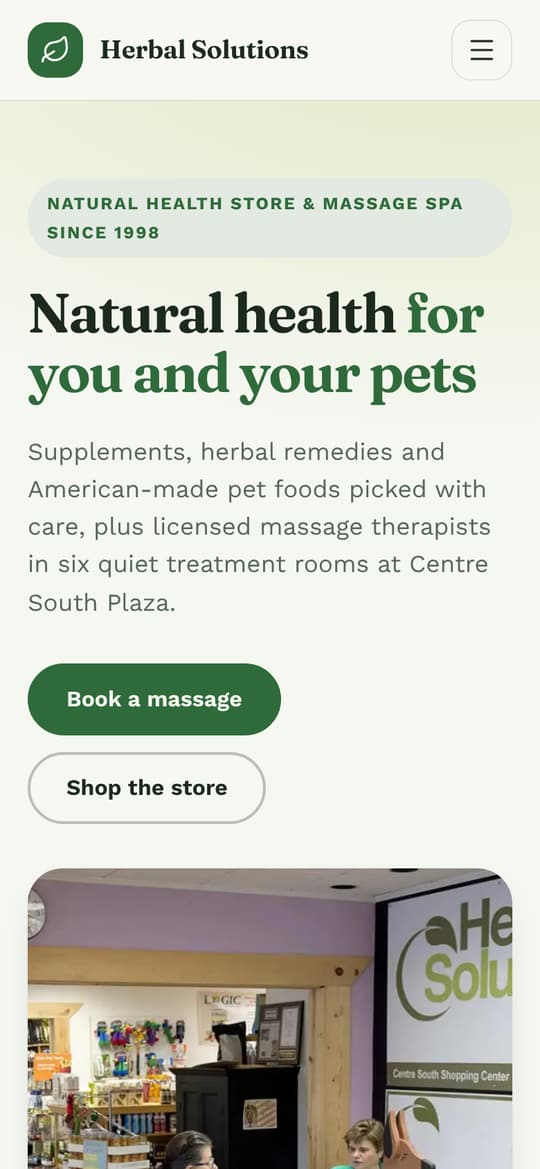 Herbal Solutions
NATURAL HEALTH STORE & MASSAGE SPA
SINCE 1998
Natural health for
you and your pets
Supplements, herbal remedies and
American-made pet foods picked with
care, plus licensed massage therapists
in six quiet treatment rooms at Centre
South Plaza.
Book a massage
Shop the store
He
Solu
LOGIC
Centre South Shopping Center